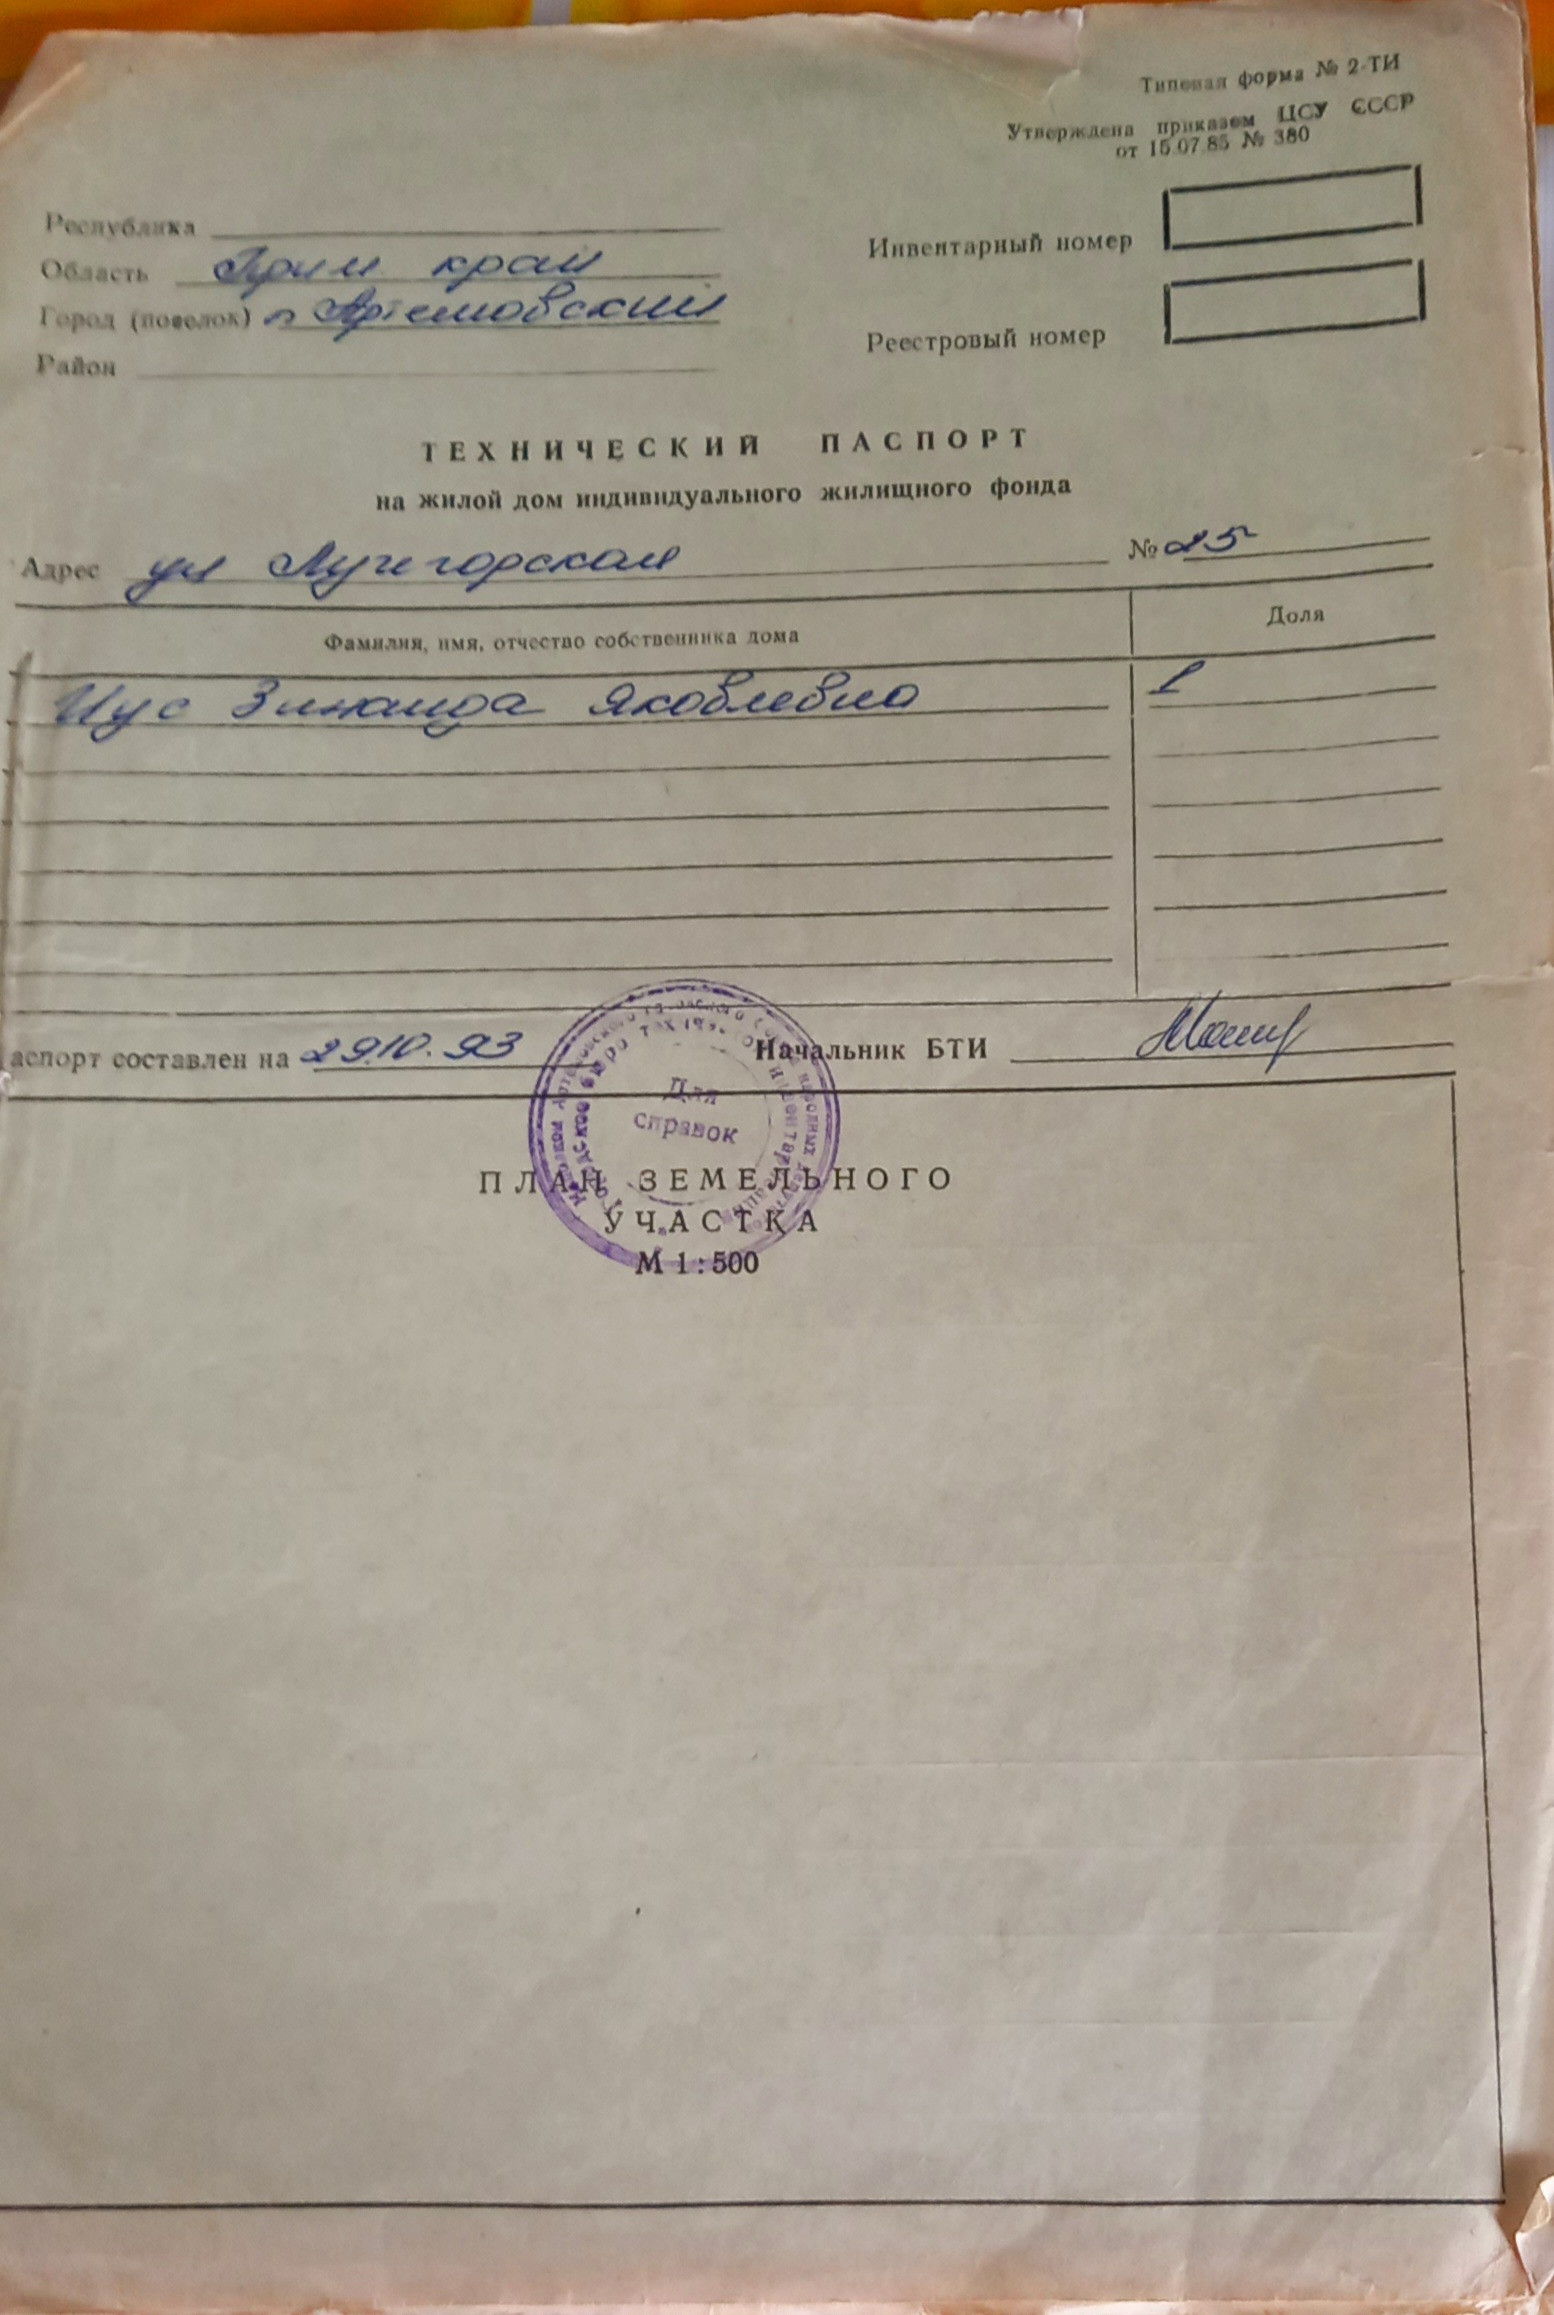 Типовая форма № 2-ТИ
Утверждена приказом ЦСУ СССР
от 15.07.85 № 380
Республика
Область Прим край
Город (поселок) п Артемовский
Район
Инвентарный номер
Реестровый номер
ТЕХНИЧЕСКИЙ ПАСПОРТ
на жилой дом индивидуального жилищного фонда
Адрес ул Лучегорская № 25
Фамилия, имя, отчество собственника дома Доля
Цус Зинаида Яковлевна 1
аспорт составлен на 29.10.93 Начальник БТИ
Для
справок
ПЛАН ЗЕМЕЛЬНОГО
УЧАСТКА
М 1:500